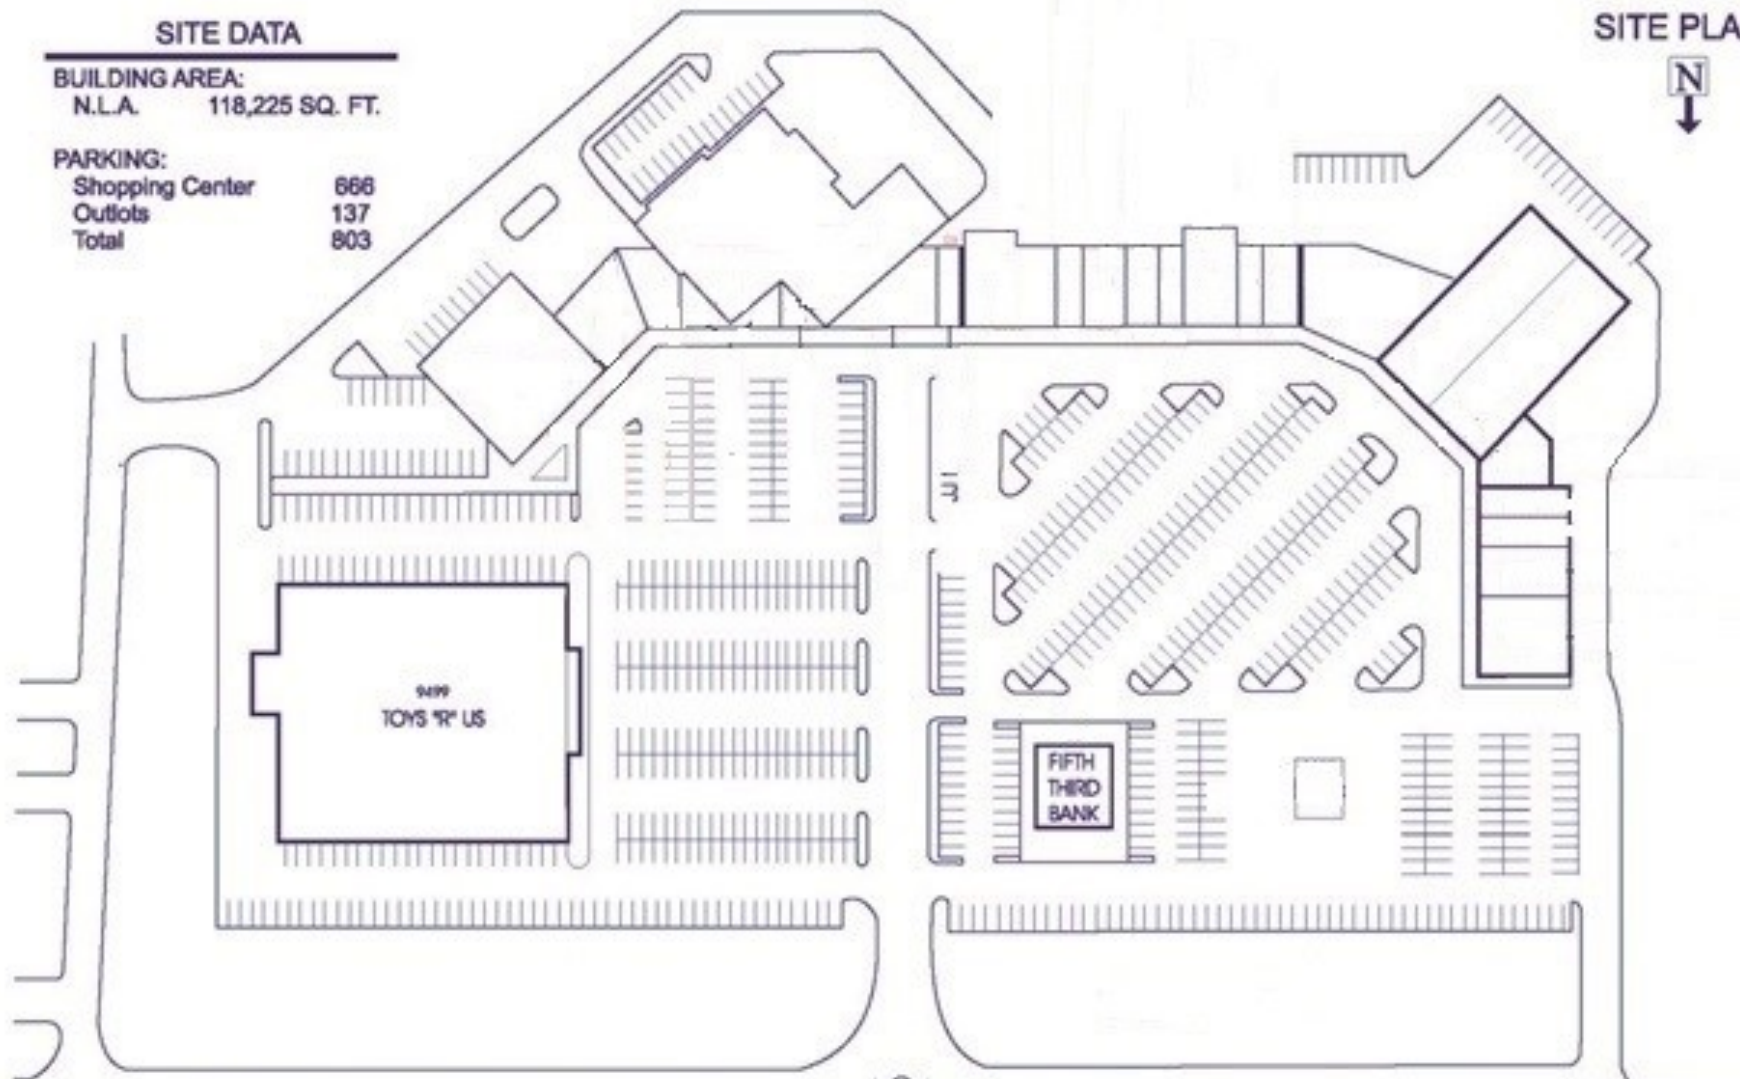 SITE DATA
BUILDING AREA:
N.L.A. 118,225 SQ. FT.
PARKING:
Shopping Center 666
Outlots 137
Total 803
SITE PLA
N
9499
TOYS "R" US
FIFTH
THIRD
BANK